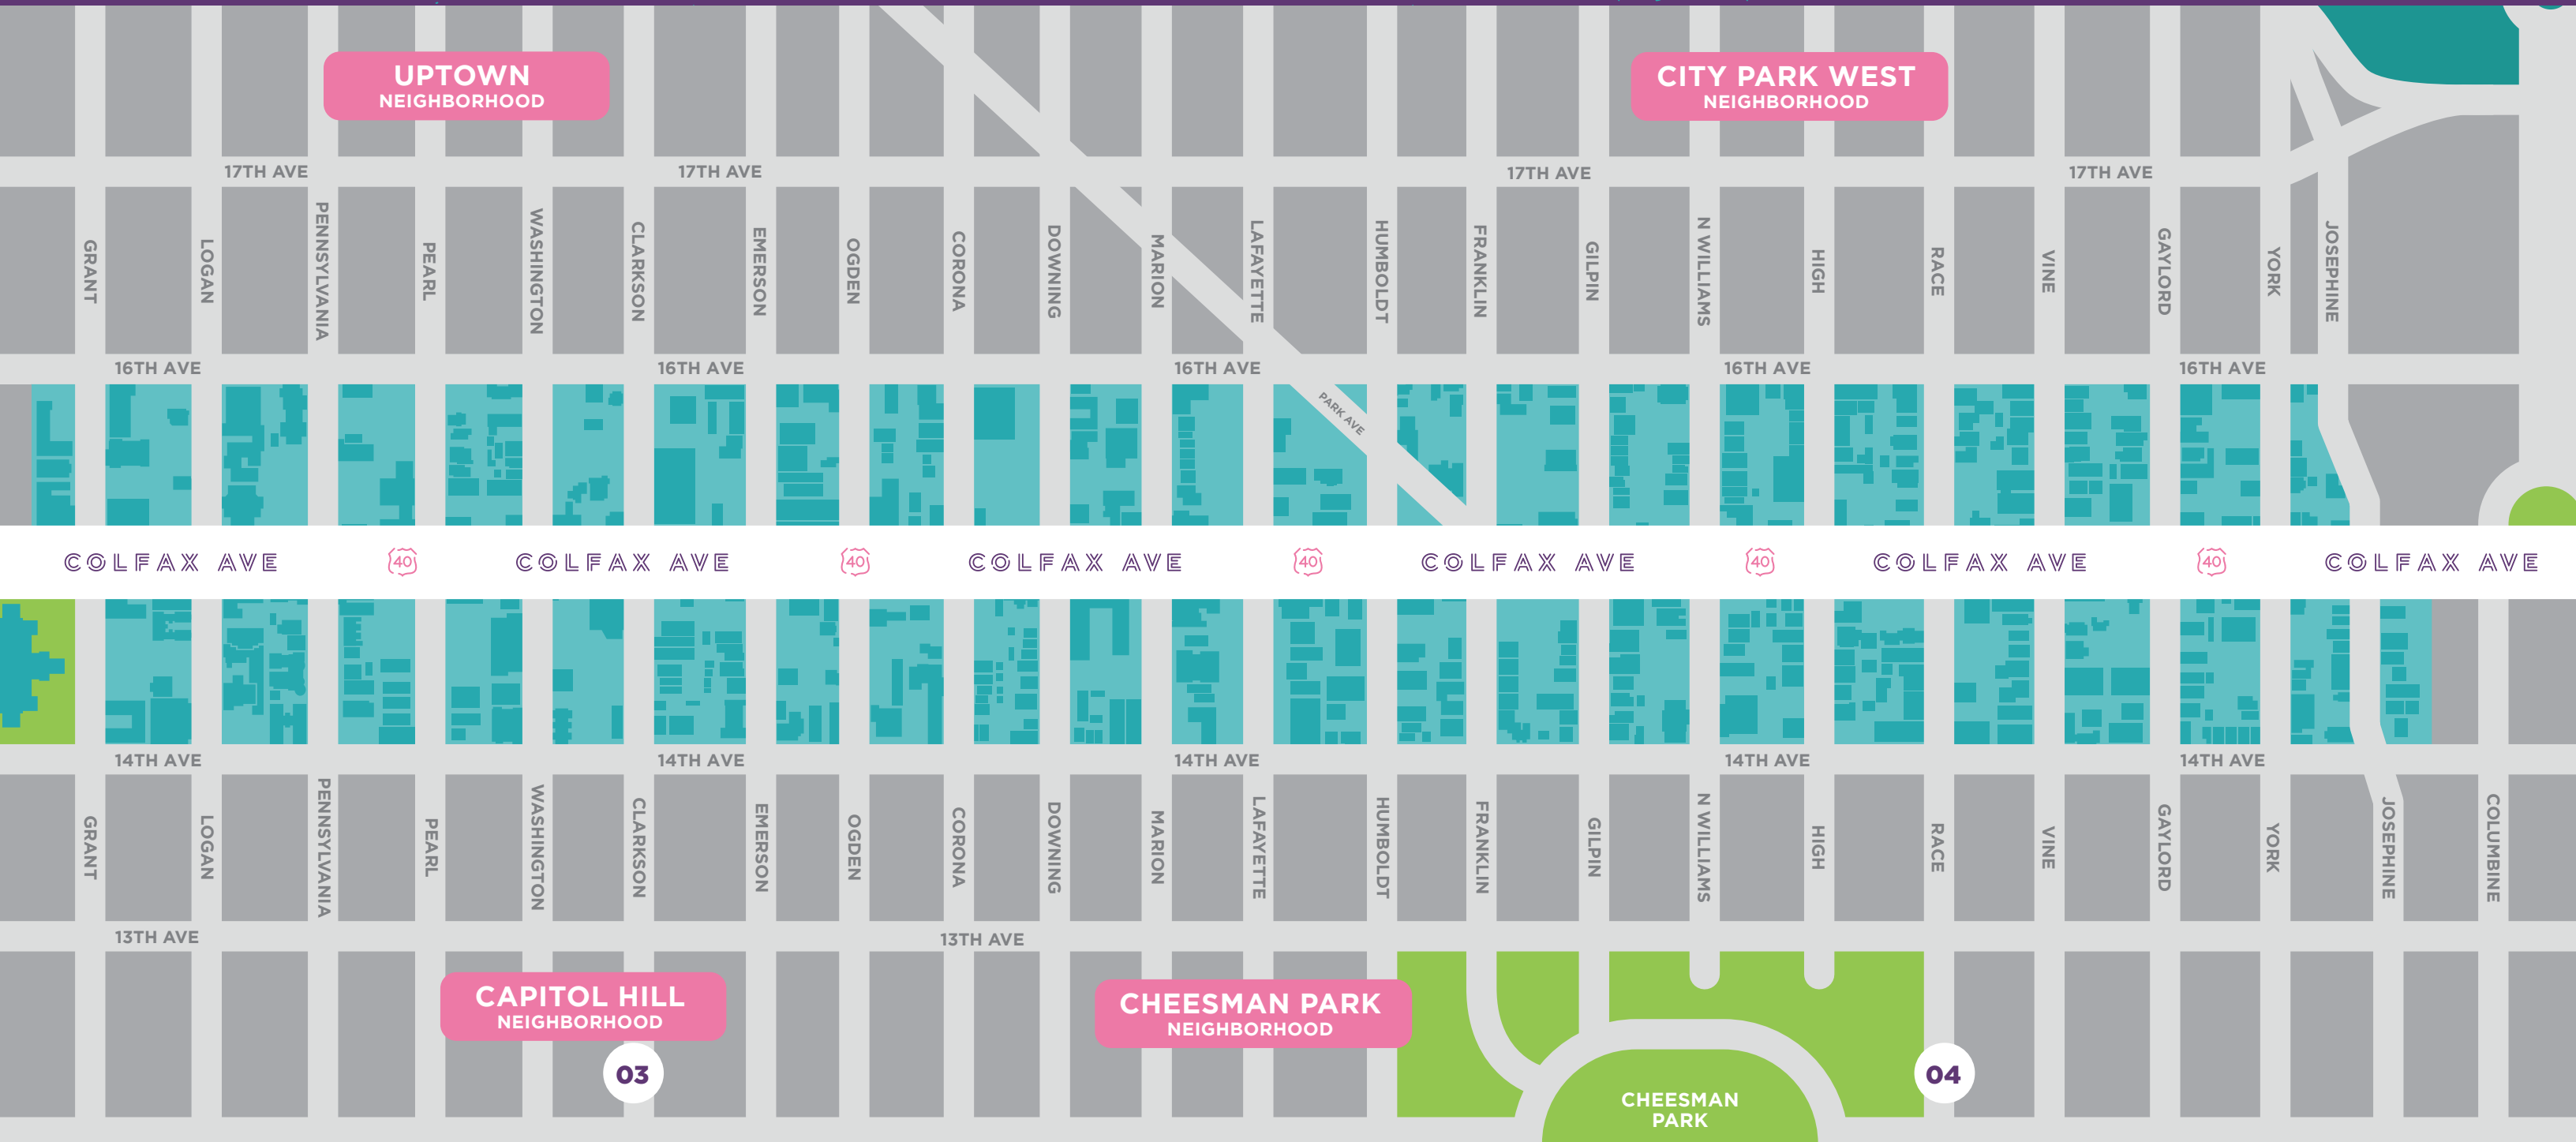 UPTOWN
NEIGHBORHOOD
CITY PARK WEST
NEIGHBORHOOD
17TH AVE
17TH AVE
17TH AVE
17TH AVE
GRANT
LOGAN
PENNSYLVANIA
PEARL
WASHINGTON
CLARKSON
EMERSON
OGDEN
CORONA
DOWNING
MARION
LAFAYETTE
HUMBOLDT
FRANKLIN
GILPIN
N WILLIAMS
HIGH
RACE
VINE
GAYLORD
YORK
JOSEPHINE
16TH AVE
16TH AVE
16TH AVE
16TH AVE
16TH AVE
PARK AVE
COLFAX AVE
40
COLFAX AVE
40
COLFAX AVE
40
COLFAX AVE
40
COLFAX AVE
40
COLFAX AVE
14TH AVE
14TH AVE
14TH AVE
14TH AVE
14TH AVE
GRANT
LOGAN
PENNSYLVANIA
PEARL
WASHINGTON
CLARKSON
EMERSON
OGDEN
CORONA
DOWNING
MARION
LAFAYETTE
HUMBOLDT
FRANKLIN
GILPIN
N WILLIAMS
HIGH
RACE
VINE
GAYLORD
YORK
JOSEPHINE
COLUMBINE
13TH AVE
13TH AVE
CAPITOL HILL
NEIGHBORHOOD
CHEESMAN PARK
NEIGHBORHOOD
03
04
CHEESMAN
PARK